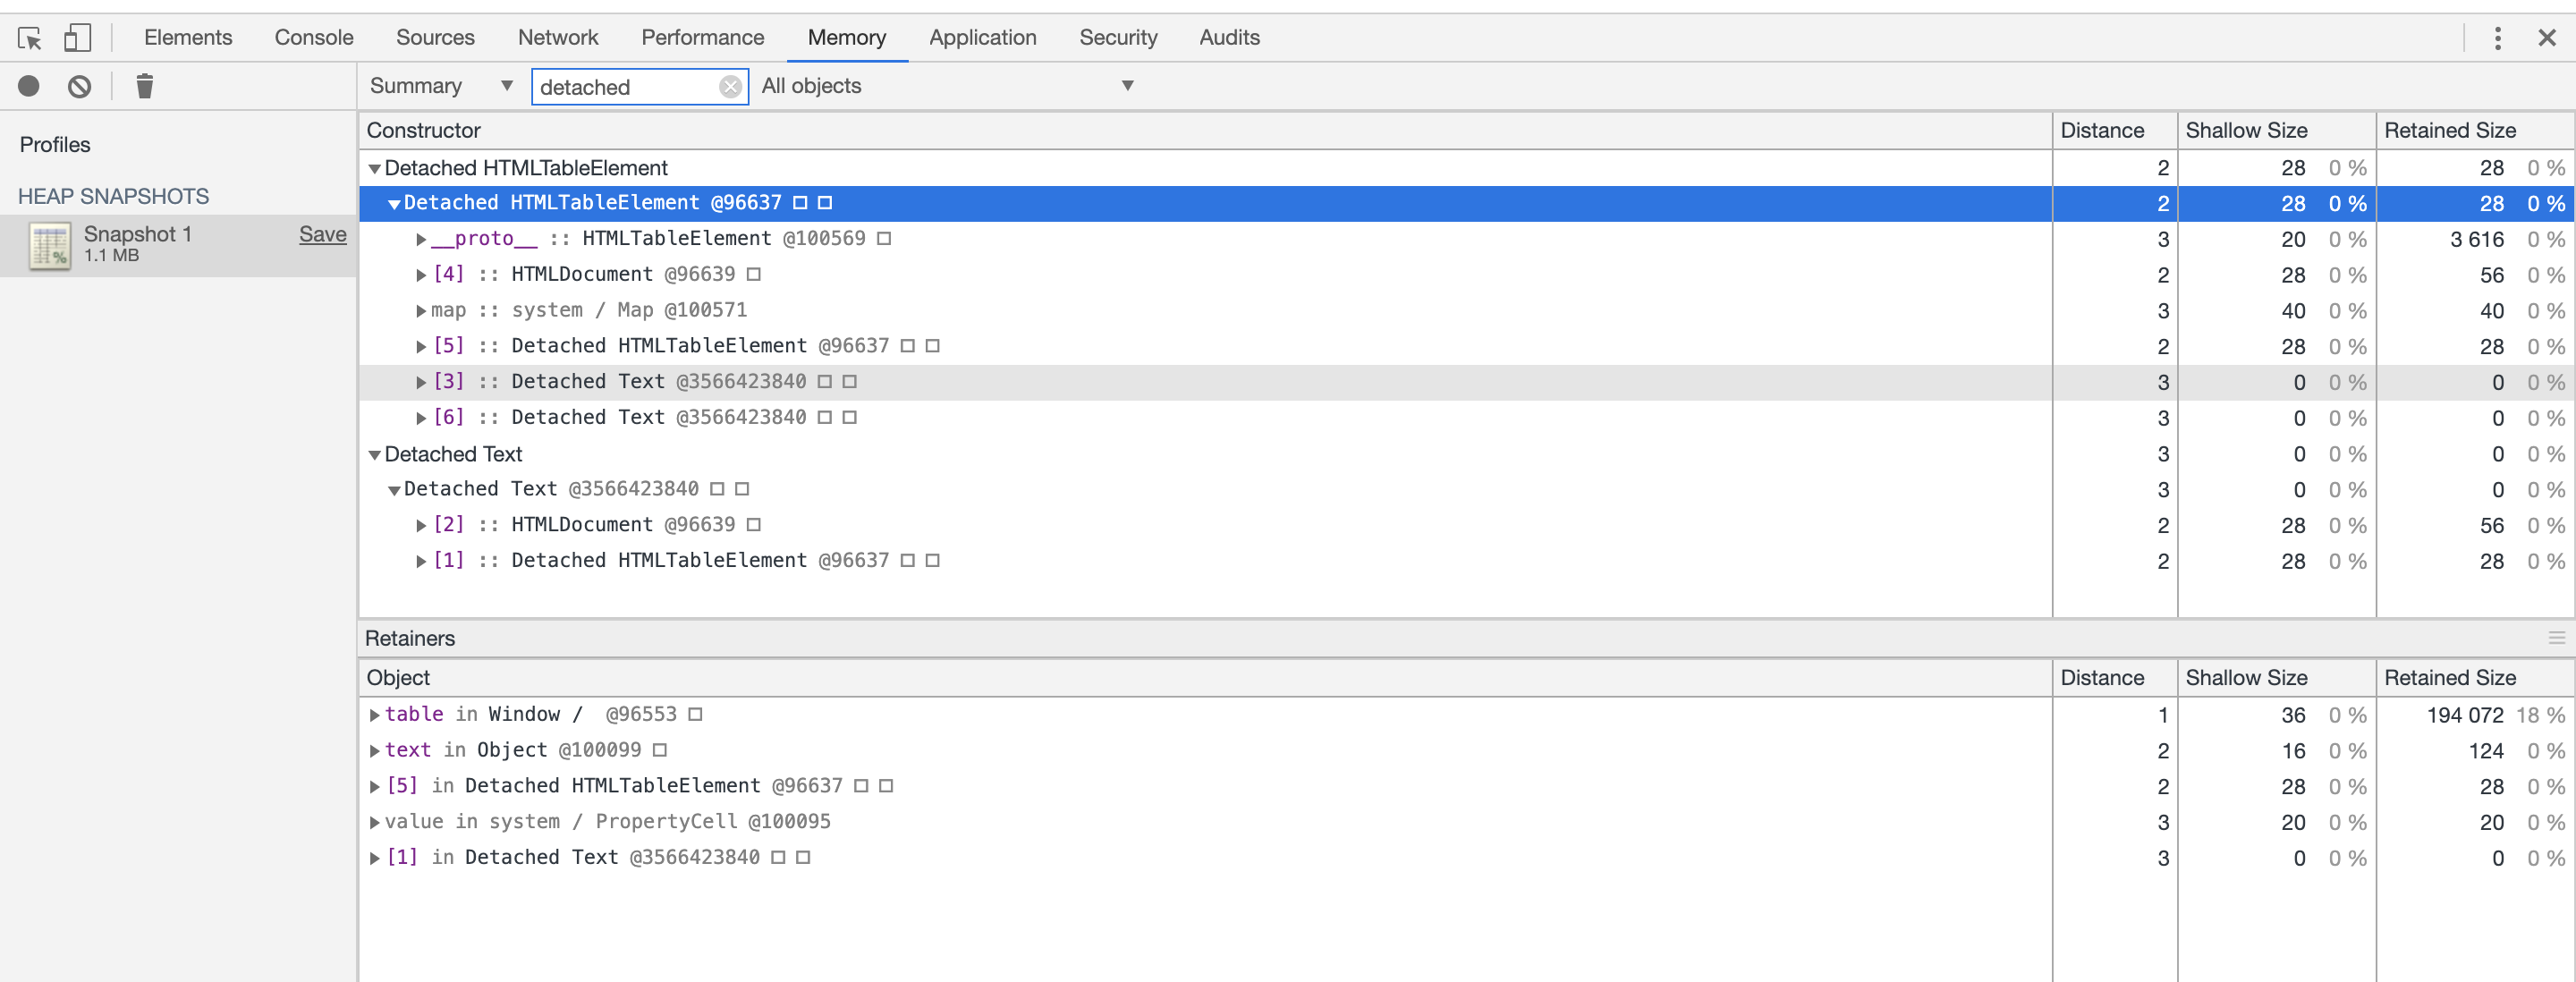 Elements Console Sources Network Performance Memory Application Security Audits
Summary detached All objects
Profiles
HEAP SNAPSHOTS
Snapshot 1 Save
1.1 MB
Constructor Distance Shallow Size Retained Size
Detached HTMLTableElement 2 28 0 % 28 0 %
Detached HTMLTableElement @96637 2 28 0 % 28 0 %
__proto__ :: HTMLTableElement @100569 3 20 0 % 3 616 0 %
[4] :: HTMLDocument @96639 2 28 0 % 56 0 %
map :: system / Map @100571 3 40 0 % 40 0 %
[5] :: Detached HTMLTableElement @96637 2 28 0 % 28 0 %
[3] :: Detached Text @3566423840 3 0 0 % 0 0 %
[6] :: Detached Text @3566423840 3 0 0 % 0 0 %
Detached Text 3 0 0 % 0 0 %
Detached Text @3566423840 3 0 0 % 0 0 %
[2] :: HTMLDocument @96639 2 28 0 % 56 0 %
[1] :: Detached HTMLTableElement @96637 2 28 0 % 28 0 %
Retainers
Object Distance Shallow Size Retained Size
table in Window / @96553 1 36 0 % 194 072 18 %
text in Object @100099 2 16 0 % 124 0 %
[5] in Detached HTMLTableElement @96637 2 28 0 % 28 0 %
value in system / PropertyCell @100095 3 20 0 % 20 0 %
[1] in Detached Text @3566423840 3 0 0 % 0 0 %